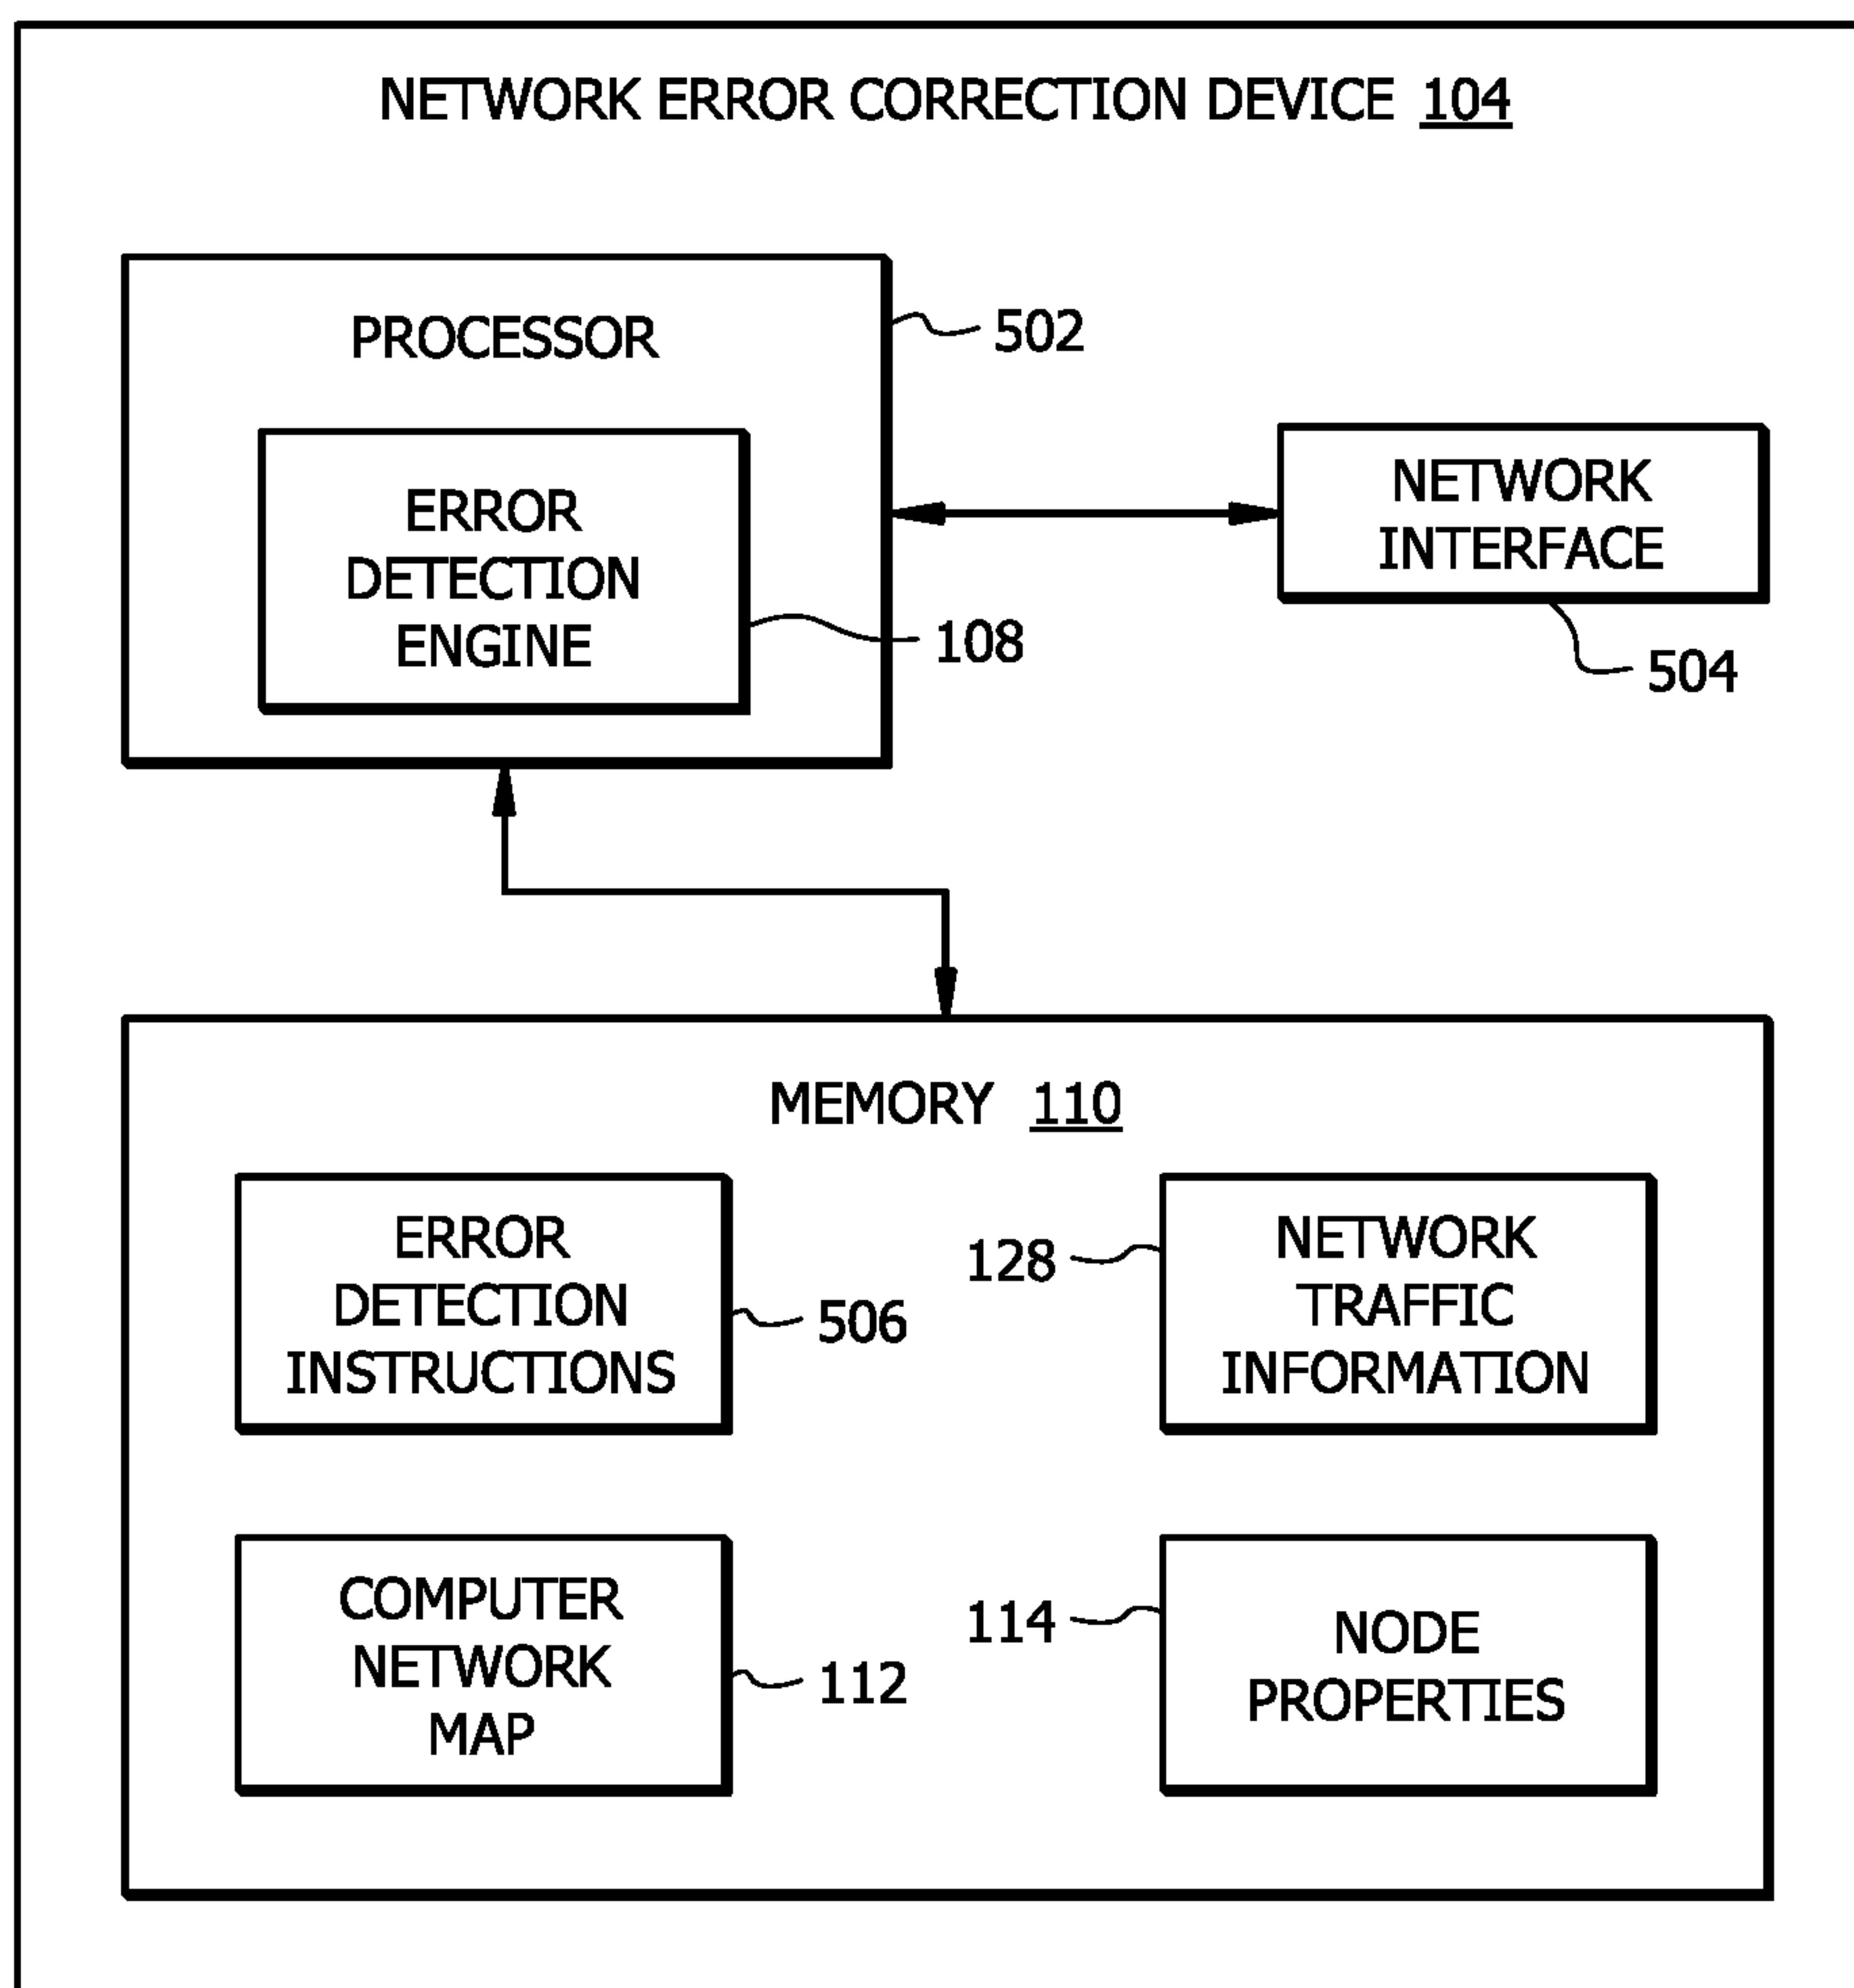 NETWORK ERROR CORRECTION DEVICE 104
PROCESSOR
502
ERROR
DETECTION
ENGINE
108
NETWORK
INTERFACE
504
MEMORY 110
ERROR
DETECTION
INSTRUCTIONS
506
128
NETWORK
TRAFFIC
INFORMATION
COMPUTER
NETWORK
MAP
112
114
NODE
PROPERTIES